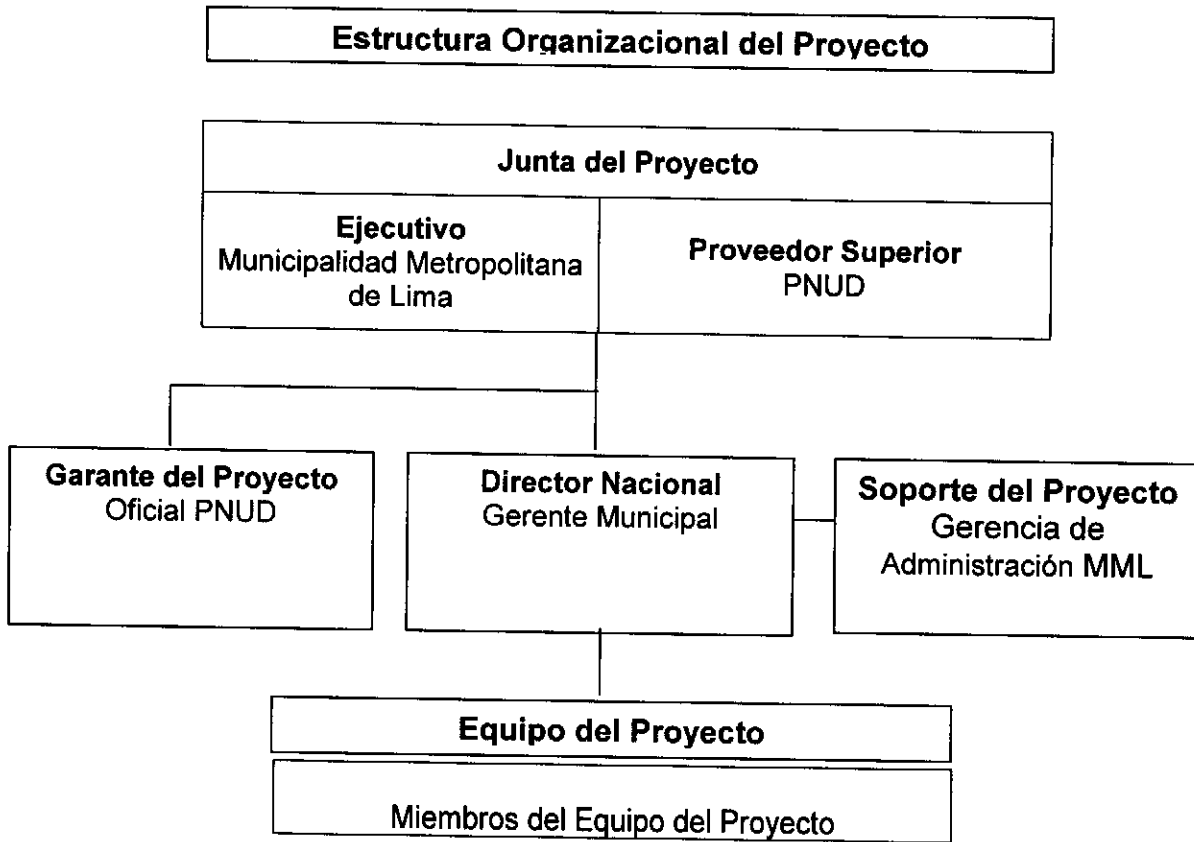 Estructura Organizacional del Proyecto
Junta del Proyecto
Ejecutivo
Municipalidad Metropolitana
de Lima
Proveedor Superior
PNUD
Garante del Proyecto
Oficial PNUD
Director Nacional
Gerente Municipal
Soporte del Proyecto
Gerencia de
Administración MML
Equipo del Proyecto
Miembros del Equipo del Proyecto